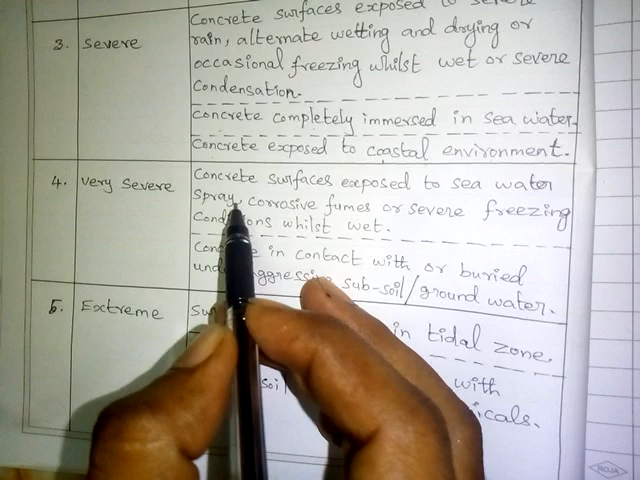 Concrete surfaces exposed to severe
3. Severe
rain, alternate wetting and drying or
occasional freezing whilst wet or severe
condensation.
Concrete completely immersed in sea water.
Concrete exposed to coastal environment.
4. Very Severe
Concrete surfaces exposed to sea water
spray, corrosive fumes or severe freezing
conditions whilst wet.
in contact with or buried
aggressive sub-soil/ground water.
5. Extreme
in tidal zone.
with
ROJA